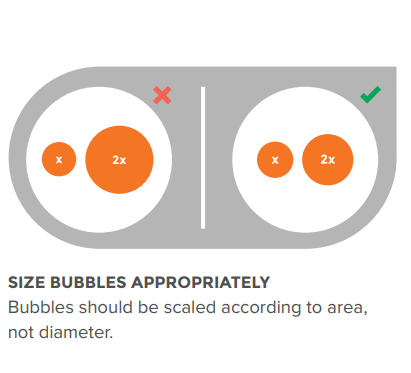 x 2x x 2x
SIZE BUBBLES APPROPRIATELY
Bubbles should be scaled according to area,
not diameter.